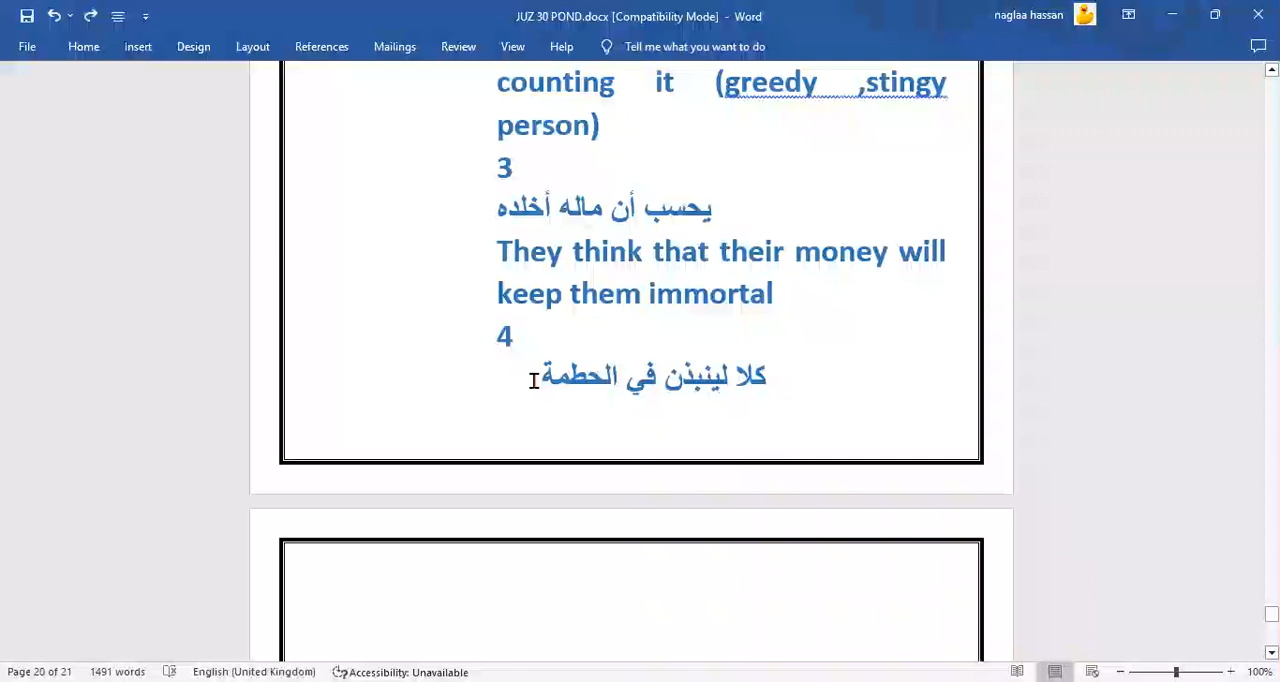 JUZ 30 POND.docx [Compatibility Mode] - Word
naglaa hassan
File Home Insert Design Layout References Mailings Review View Help Tell me what you want to do
counting it (greedy ,stingy
person)
3
يحسب أن ماله أخلده
They think that their money will
keep them immortal
4
كلا لينبذن في الحطمة
Page 20 of 21 1491 words English (United Kingdom) Accessibility: Unavailable 100%